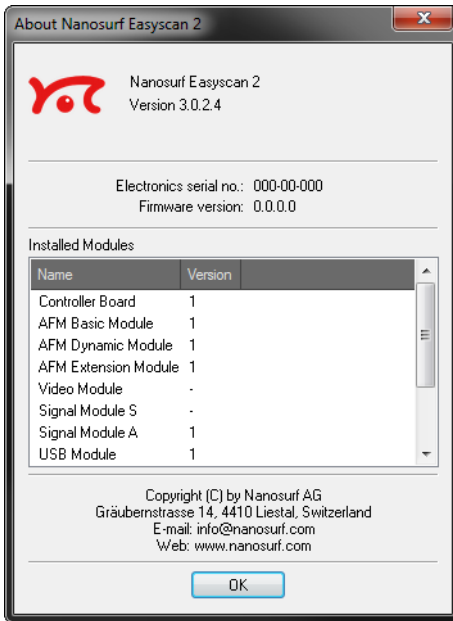 About Nanosurf Easyscan 2
Nanosurf Easyscan 2
Version 3.0.2.4
Electronics serial no.: 000-00-000
Firmware version: 0.0.0.0
Installed Modules
Name Version
Controller Board 1
AFM Basic Module 1
AFM Dynamic Module 1
AFM Extension Module 1
Video Module -
Signal Module S -
Signal Module A 1
USB Module 1
Copyright (C) by Nanosurf AG
Gräubernstrasse 14, 4410 Liestal, Switzerland
E-mail: info@nanosurf.com
Web: www.nanosurf.com
OK